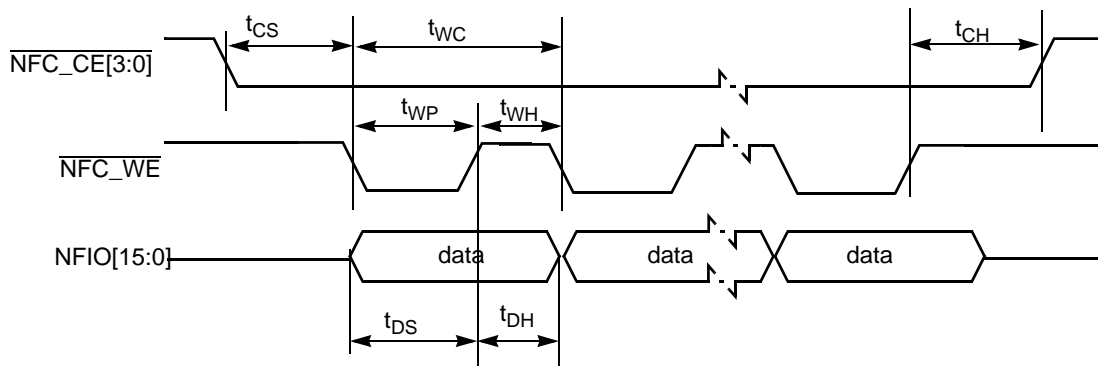 tCS
tWC
tCH
NFC_CE[3:0]
tWP
tWH
NFC_WE
NFIO[15:0]
data
data
data
tDS
tDH